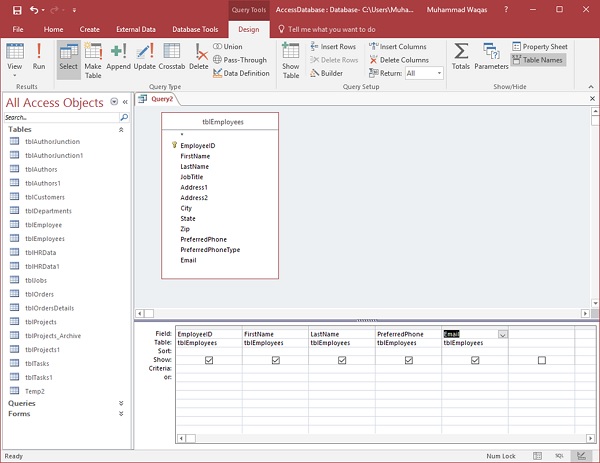 Query Tools
AccessDatabase : Database- C:\Users\Muha...
Muhammad Waqas
?
File
Home
Create
External Data
Database Tools
Design
Tell me what you want to do
View
Run
Select
Make Table
Append
Update
Crosstab
Delete
Union
Pass-Through
Data Definition
Show Table
Insert Rows
Delete Rows
Builder
Insert Columns
Delete Columns
Return: All
Totals
Parameters
Property Sheet
Table Names
Results
Query Type
Query Setup
Show/Hide
All Access Objects
Search...
Tables
tblAuthorJunction
tblAuthorJunction1
tblAuthors
tblAuthors1
tblCustomers
tblDepartments
tblEmployee
tblEmployees
tblHRData
tblHRData1
tblJobs
tblOrders
tblOrdersDetails
tblProjects
tblProjects_Archive
tblProjects1
tblTasks
tblTasks1
Temp2
Queries
Forms
Query2
tblEmployees
*
EmployeeID
FirstName
LastName
JobTitle
Address1
Address2
City
State
Zip
PreferredPhone
PreferredPhoneType
Email
Field: EmployeeID FirstName LastName PreferredPhone Email
Table: tblEmployees tblEmployees tblEmployees tblEmployees tblEmployees
Sort:
Show:
Criteria:
or:
Ready
Num Lock
SQL